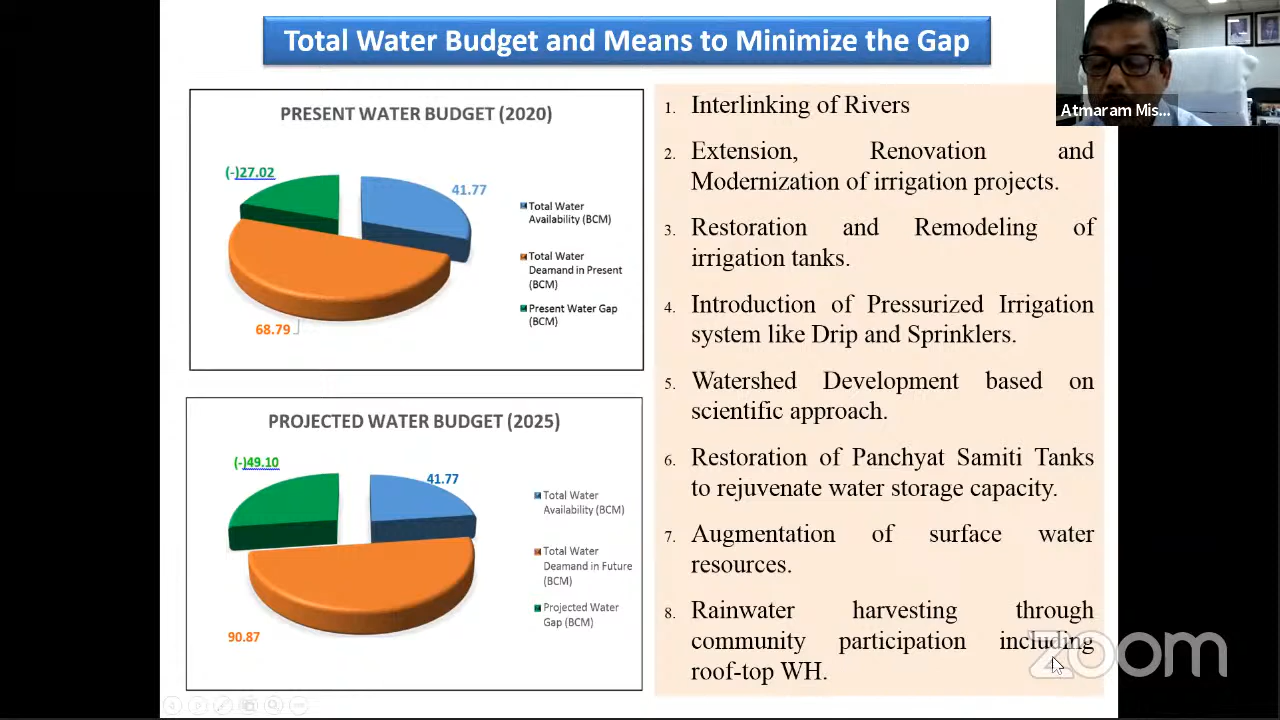 Total Water Budget and Means to Minimize the Gap
PRESENT WATER BUDGET (2020)
(-)27.02
41.77
68.79
Total Water
Availability (BCM)
Total Water
Deamand in Present
(BCM)
Present Water Gap
(BCM)
PROJECTED WATER BUDGET (2025)
(-)49.10
41.77
90.87
Total Water
Availability (BCM)
Total Water
Deamand in Future
(BCM)
Projected Water
Gap (BCM)
1. Interlinking of Rivers
2. Extension, Renovation and
Modernization of irrigation projects.
3. Restoration and Remodeling of
irrigation tanks.
4. Introduction of Pressurized Irrigation
system like Drip and Sprinklers.
5. Watershed Development based on
scientific approach.
6. Restoration of Panchyat Samiti Tanks
to rejuvenate water storage capacity.
7. Augmentation of surface water
resources.
8. Rainwater harvesting through
community participation including
roof-top WH.
Atmaram Mis...
zoom